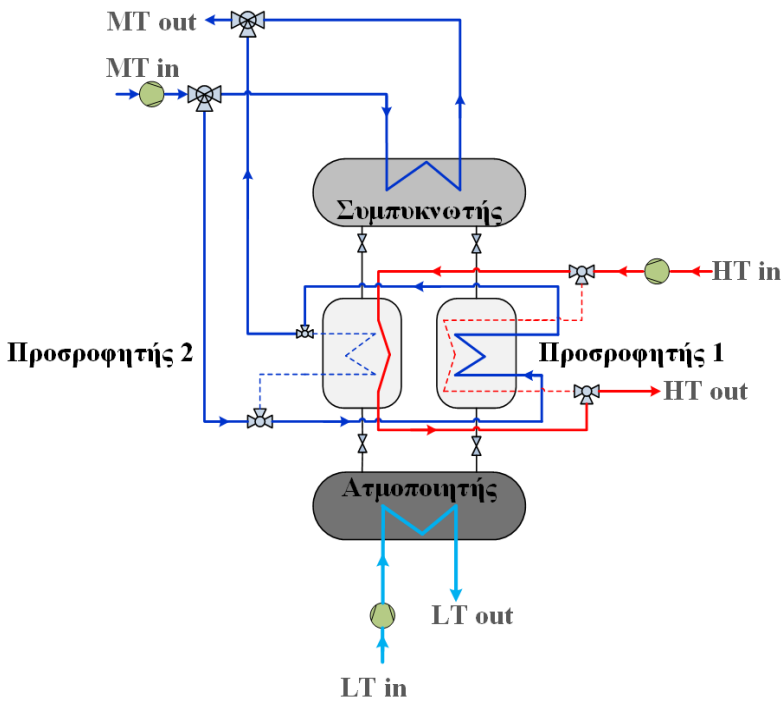 MT out
MT in
Συμπυκνωτής
HT in
Προσροφητής 2
Προσροφητής 1
HT out
Ατμοποιητής
LT out
LT in